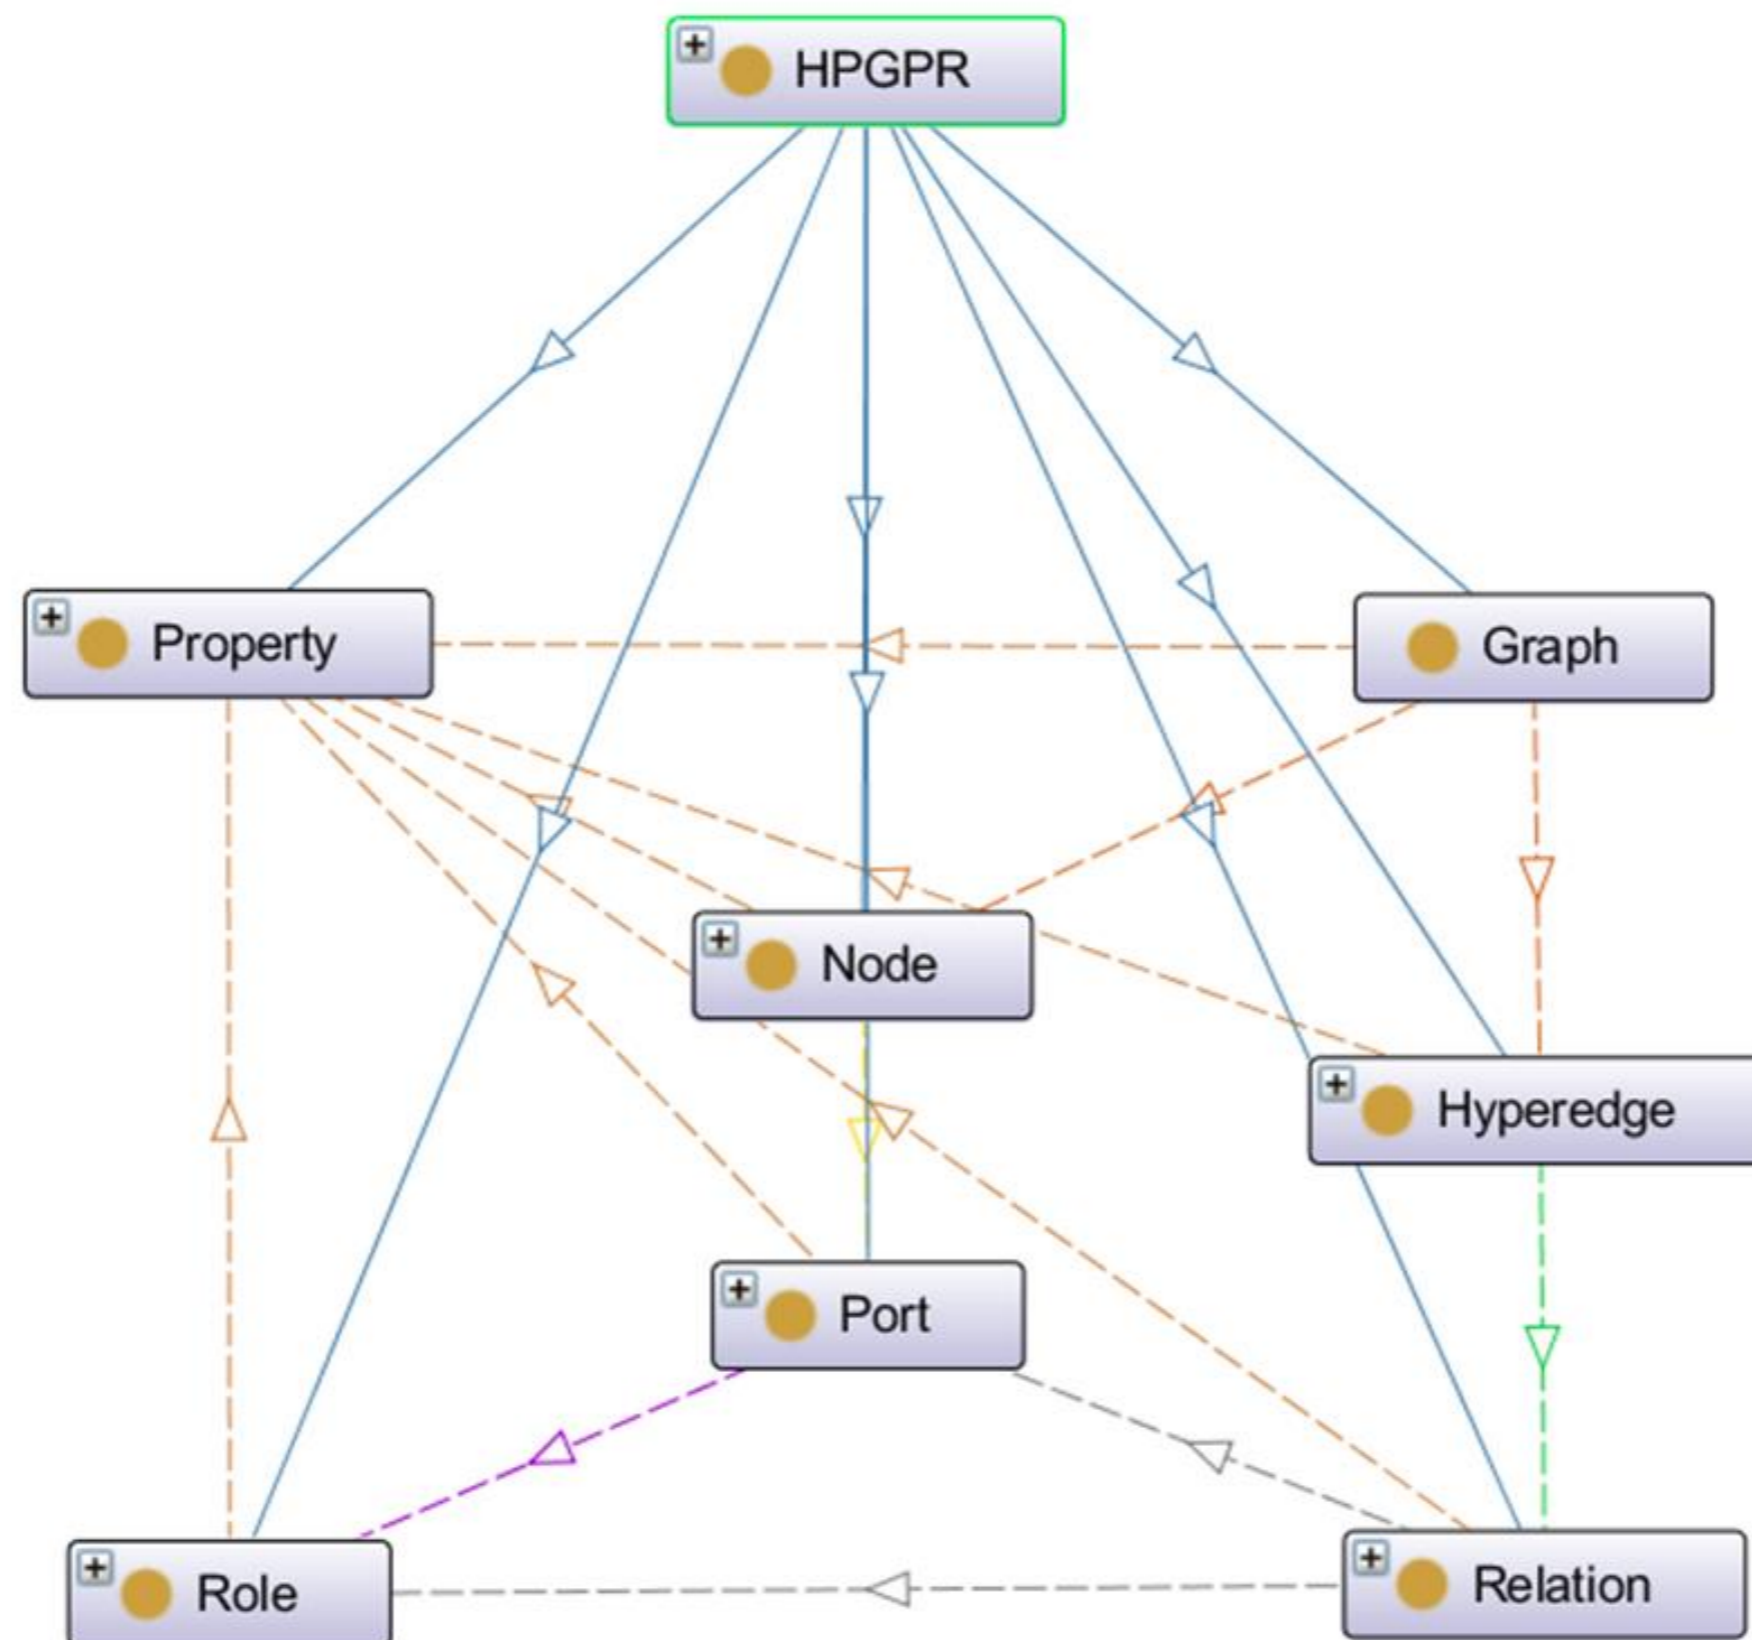 HPGPR
Property
Graph
Node
Hyperedge
Port
Role
Relation